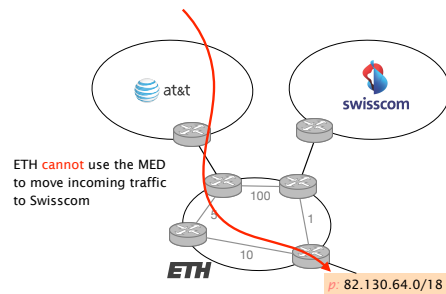 at&t
swisscom
ETH cannot use the MED
to move incoming traffic
to Swisscom
100
5
1
10
ETH
p: 82.130.64.0/18